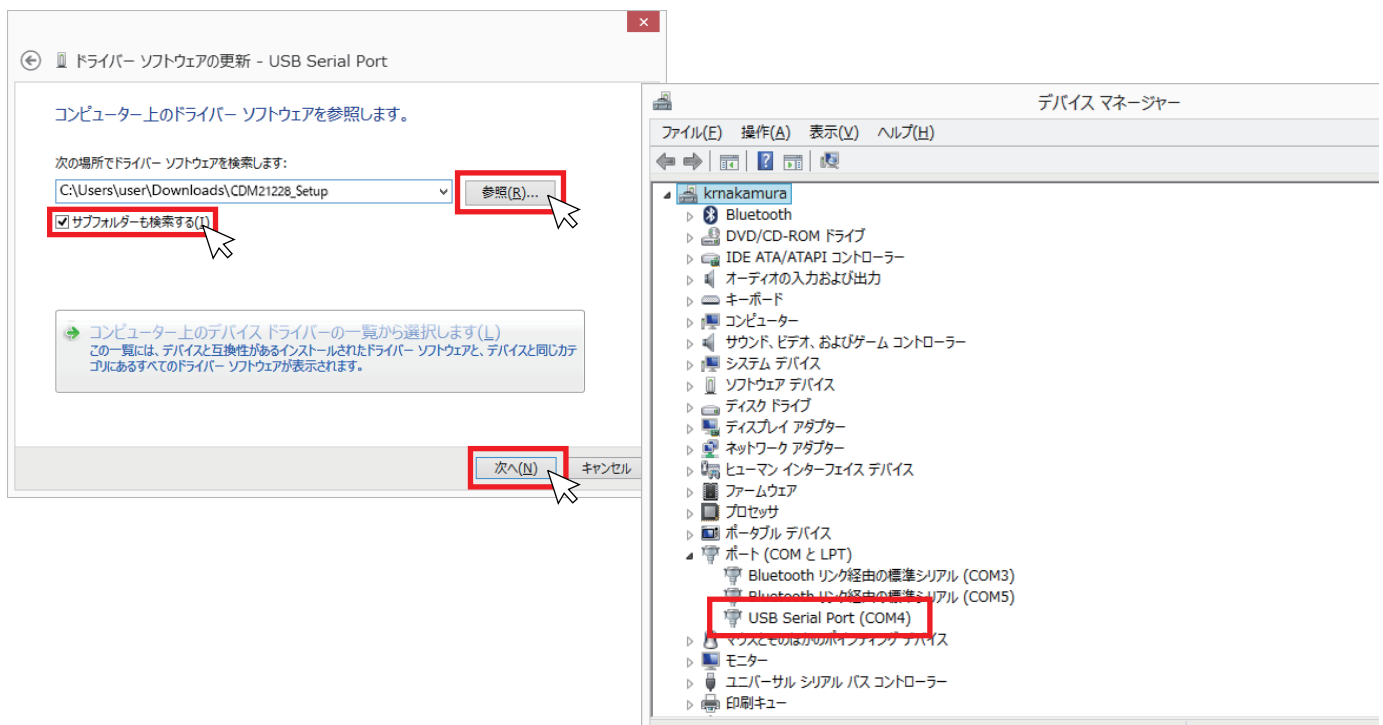 ドライバー ソフトウェアの更新 - USB Serial Port
コンピューター上のドライバー ソフトウェアを参照します。
次の場所でドライバー ソフトウェアを検索します:
C:\Users\user\Downloads\CDM21228_Setup
参照(R)...
サブフォルダーも検索する(I)
コンピューター上のデバイス ドライバーの一覧から選択します(L)
この一覧には、デバイスと互換性があるインストールされたドライバー ソフトウェアと、デバイスと同じカテ
ゴリにあるすべてのドライバー ソフトウェアが表示されます。
次へ(N)
キャンセル
デバイス マネージャー
ファイル(F) 操作(A) 表示(V) ヘルプ(H)
krnakamura
Bluetooth
DVD/CD-ROM ドライブ
IDE ATA/ATAPI コントローラー
オーディオの入力および出力
キーボード
コンピューター
サウンド、ビデオ、およびゲーム コントローラー
システム デバイス
ソフトウェア デバイス
ディスク ドライブ
ディスプレイ アダプター
ネットワーク アダプター
ヒューマン インターフェイス デバイス
ファームウェア
プロセッサ
ポータブル デバイス
ポート (COM と LPT)
Bluetooth リンク経由の標準シリアル (COM3)
Bluetooth リンク経由の標準シリアル (COM5)
USB Serial Port (COM4)
マウスとそのほかのポインティング デバイス
モニター
ユニバーサル シリアル バス コントローラー
印刷キュー